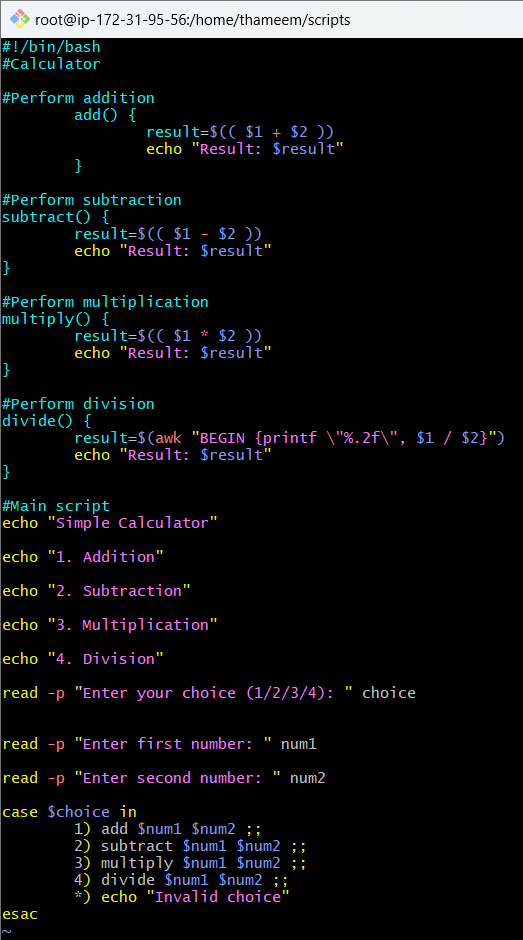 root@ip-172-31-95-56:/home/thameem/scripts
#!/bin/bash
#Calculator

#Perform addition
        add() {
                result=$(( $1 + $2 ))
                echo "Result: $result"
        }

#Perform subtraction
subtract() {
        result=$(( $1 - $2 ))
        echo "Result: $result"
}

#Perform multiplication
multiply() {
        result=$(( $1 * $2 ))
        echo "Result: $result"
}

#Perform division
divide() {
        result=$(awk "BEGIN {printf \"%.2f\", $1 / $2}")
        echo "Result: $result"
}

#Main script
echo "Simple Calculator"

echo "1. Addition"

echo "2. Subtraction"

echo "3. Multiplication"

echo "4. Division"

read -p "Enter your choice (1/2/3/4): " choice


read -p "Enter first number: " num1

read -p "Enter second number: " num2

case $choice in
        1) add $num1 $num2 ;;
        2) subtract $num1 $num2 ;;
        3) multiply $num1 $num2 ;;
        4) divide $num1 $num2 ;;
        *) echo "Invalid choice"
esac
~